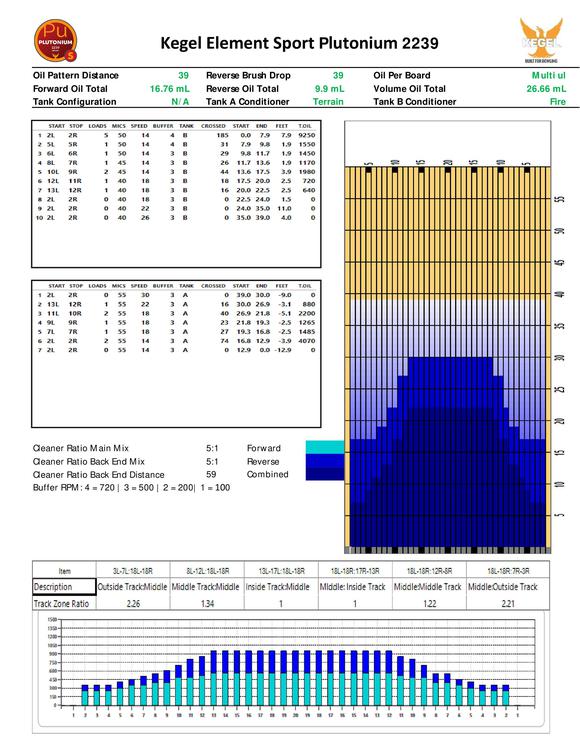 Pu
PLUTONIUM
2239
5
Kegel Element Sport Plutonium 2239
KEGEL
BUILT FOR BOWLING
Oil Pattern Distance 39 Reverse Brush Drop 39 Oil Per Board Multi ul
Forward Oil Total 16.76 mL Reverse Oil Total 9.9 mL Volume Oil Total 26.66 mL
Tank Configuration N/A Tank A Conditioner Terrain Tank B Conditioner Fire
START STOP LOADS MICS SPEED BUFFER TANK CROSSED START END FEET T.OIL
1 2L 2R 5 50 14 4 B 185 0.0 7.9 7.9 9250
2 5L 5R 1 50 14 4 B 31 7.9 9.8 1.9 1550
3 6L 6R 1 50 14 3 B 29 9.8 11.7 1.9 1450
4 8L 7R 1 45 14 3 B 26 11.7 13.6 1.9 1170
5 10L 9R 2 45 14 3 B 44 13.6 17.5 3.9 1980
6 12L 11R 1 40 18 3 B 18 17.5 20.0 2.5 720
7 13L 12R 1 40 18 3 B 16 20.0 22.5 2.5 640
8 2L 2R 0 40 18 3 B 0 22.5 24.0 1.5 0
9 2L 2R 0 40 22 3 B 0 24.0 35.0 11.0 0
10 2L 2R 0 40 26 3 B 0 35.0 39.0 4.0 0
START STOP LOADS MICS SPEED BUFFER TANK CROSSED START END FEET T.OIL
1 2L 2R 0 55 30 3 A 0 39.0 30.0 -9.0 0
2 13L 12R 1 55 22 3 A 16 30.0 26.9 -3.1 880
3 11L 10R 2 55 18 3 A 40 26.9 21.8 -5.1 2200
4 9L 9R 1 55 18 3 A 23 21.8 19.3 -2.5 1265
5 7L 7R 1 55 18 3 A 27 19.3 16.8 -2.5 1485
6 2L 2R 2 55 14 3 A 74 16.8 12.9 -3.9 4070
7 2L 2R 0 55 14 3 A 0 12.9 0.0 -12.9 0
5 10 15 20 15 10 5
55
50
45
40
35
30
25
20
15
10
5
Cleaner Ratio Main Mix 5:1 Forward
Cleaner Ratio Back End Mix 5:1 Reverse
Cleaner Ratio Back End Distance 59 Combined
Buffer RPM: 4 = 720 | 3 = 500 | 2 = 200 | 1 = 100
Item 3L-7L:18L-18R 8L-12L:18L-18R 13L-17L:18L-18R 18L-18R:17R-13R 18L-18R:12R-8R 18L-18R:7R-3R
Description Outside Track:Middle Middle Track:Middle Inside Track:Middle MIddle: Inside Track Middle:Middle Track Middle:Outside Track
Track Zone Ratio 2.26 1.34 1 1 1.22 2.21
1500
1350
1200
1050
900
750
600
450
300
150
0
1 2 3 4 5 6 7 8 9 10 11 12 13 14 15 16 17 18 19 20 19 18 17 16 15 14 13 12 11 10 9 8 7 6 5 4 3 2 1